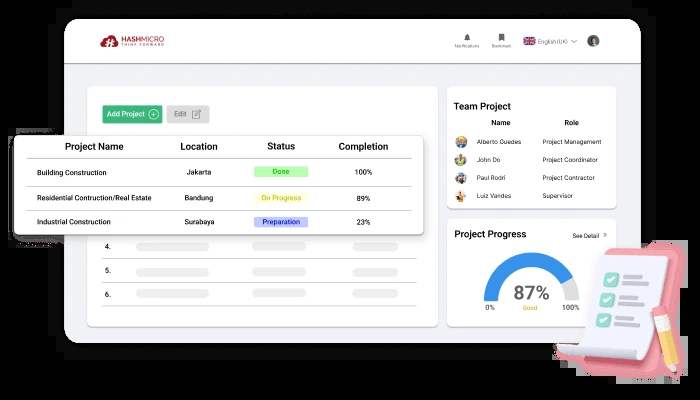 HASHMICRO
THINK FORWARD
Notifications
Bookmark
English (UK)
Add Project
Edit
Project Name Location Status Completion
Building Construction Jakarta Done 100%
Residential Contruction/Real Estate Bandung On Progress 89%
Industrial Construction Surabaya Preparation 23%
4.
5.
6.
Team Project
Name Role
Alberto Guedes Project Management
John Do Project Coordinator
Paul Rodri Project Contractor
Luiz Vandes Supervisor
Project Progress See Detail
87%
0% Good 100%